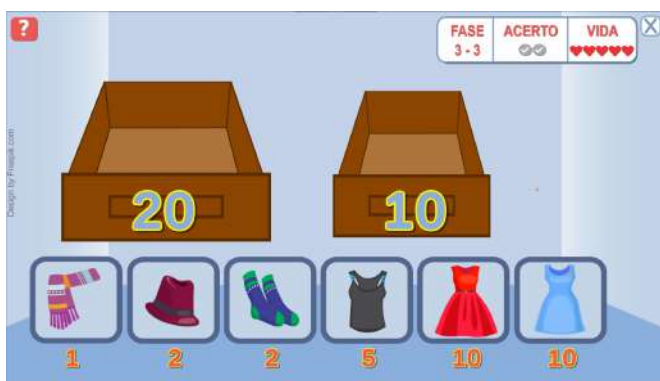 ?
FASE ACERTO VIDA
3 - 3
X
Design by Freepik.com
20 10
1 2 2 5 10 10